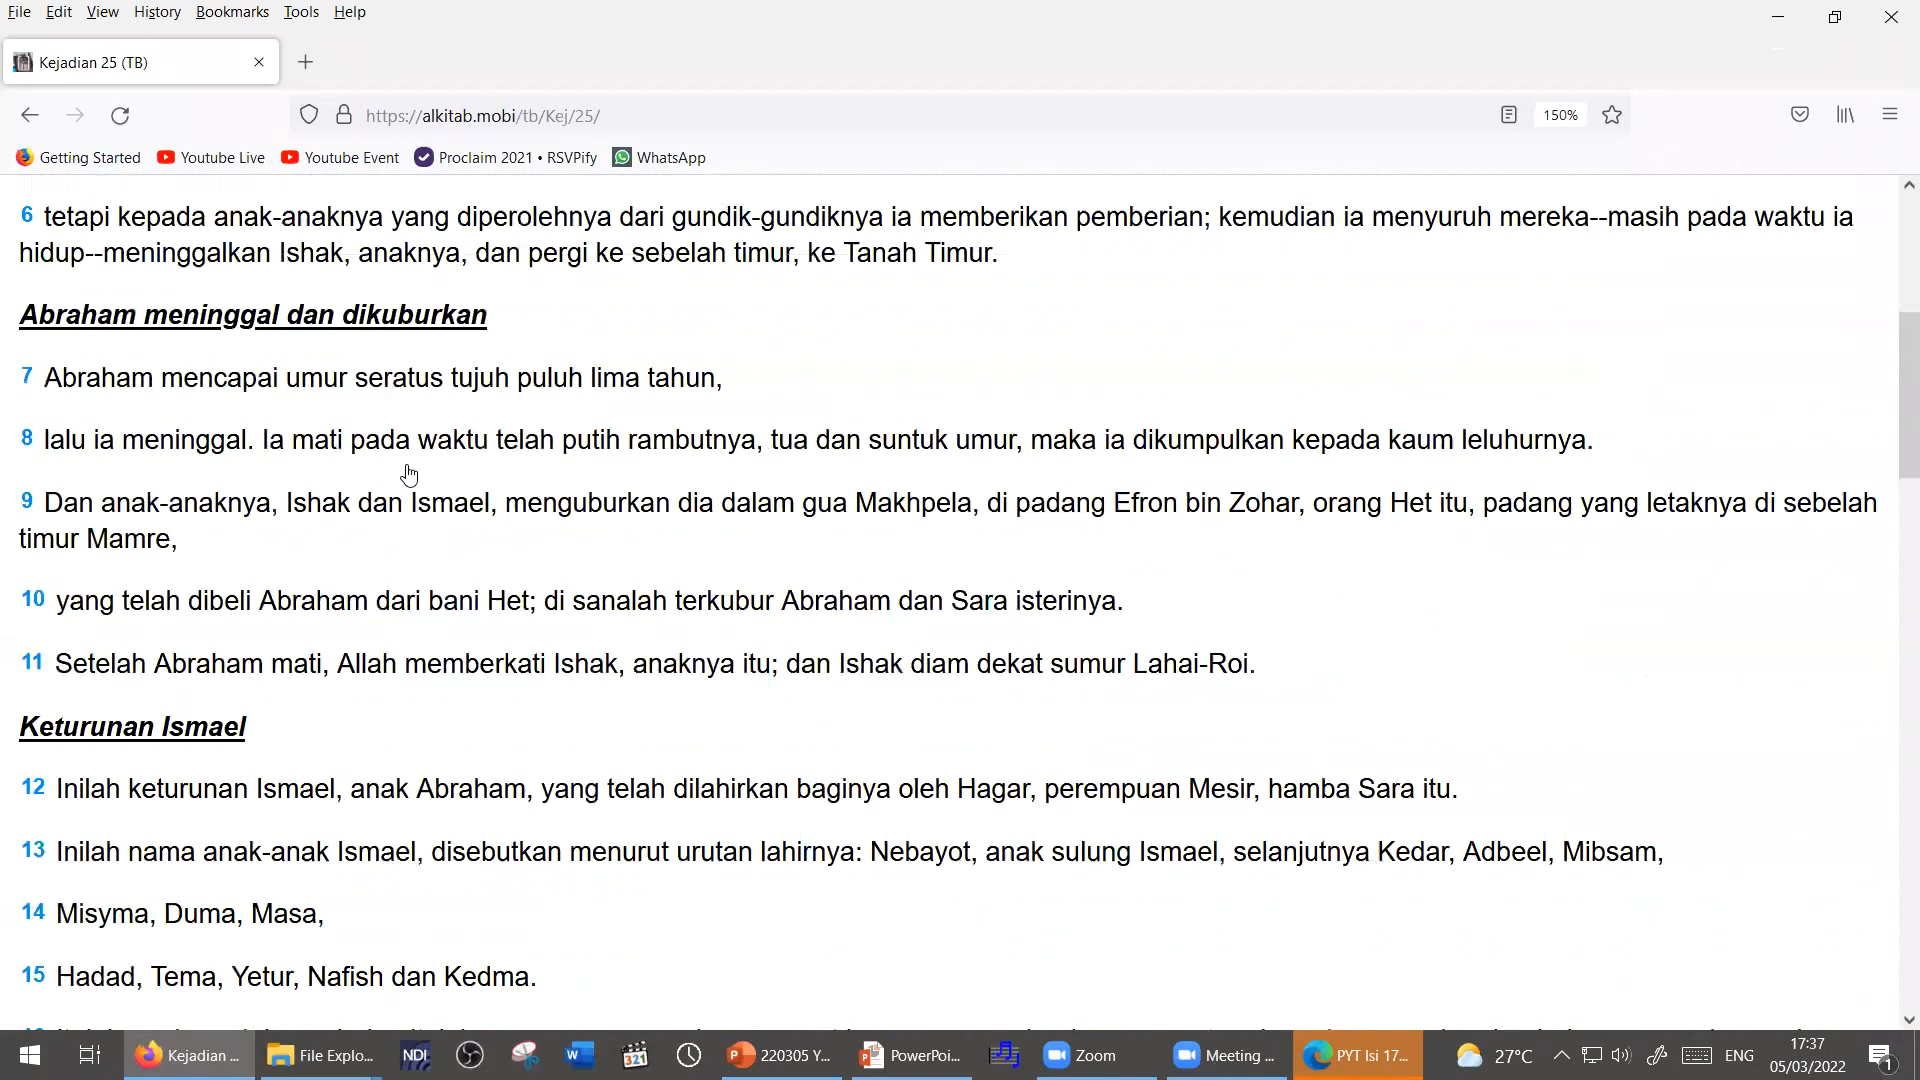 File Edit View History Bookmarks Tools Help
Kejadian 25 (TB)
https://alkitab.mobi/tb/Kej/25/
150%
Getting Started Youtube Live Youtube Event Proclaim 2021 • RSVPify WhatsApp
6 tetapi kepada anak-anaknya yang diperolehnya dari gundik-gundiknya ia memberikan pemberian; kemudian ia menyuruh mereka--masih pada waktu ia
hidup--meninggalkan Ishak, anaknya, dan pergi ke sebelah timur, ke Tanah Timur.
Abraham meninggal dan dikuburkan
7 Abraham mencapai umur seratus tujuh puluh lima tahun,
8 lalu ia meninggal. Ia mati pada waktu telah putih rambutnya, tua dan suntuk umur, maka ia dikumpulkan kepada kaum leluhurnya.
9 Dan anak-anaknya, Ishak dan Ismael, menguburkan dia dalam gua Makhpela, di padang Efron bin Zohar, orang Het itu, padang yang letaknya di sebelah
timur Mamre,
10 yang telah dibeli Abraham dari bani Het; di sanalah terkubur Abraham dan Sara isterinya.
11 Setelah Abraham mati, Allah memberkati Ishak, anaknya itu; dan Ishak diam dekat sumur Lahai-Roi.
Keturunan Ismael
12 Inilah keturunan Ismael, anak Abraham, yang telah dilahirkan baginya oleh Hagar, perempuan Mesir, hamba Sara itu.
13 Inilah nama anak-anak Ismael, disebutkan menurut urutan lahirnya: Nebayot, anak sulung Ismael, selanjutnya Kedar, Adbeel, Mibsam,
14 Misyma, Duma, Masa,
15 Hadad, Tema, Yetur, Nafish dan Kedma.
Kejadian ... File Explo... NDI 321 220305 Y... PowerPoi... Zoom Meeting ... PYT Isi 17... 27°C ENG 17:37
05/03/2022 1